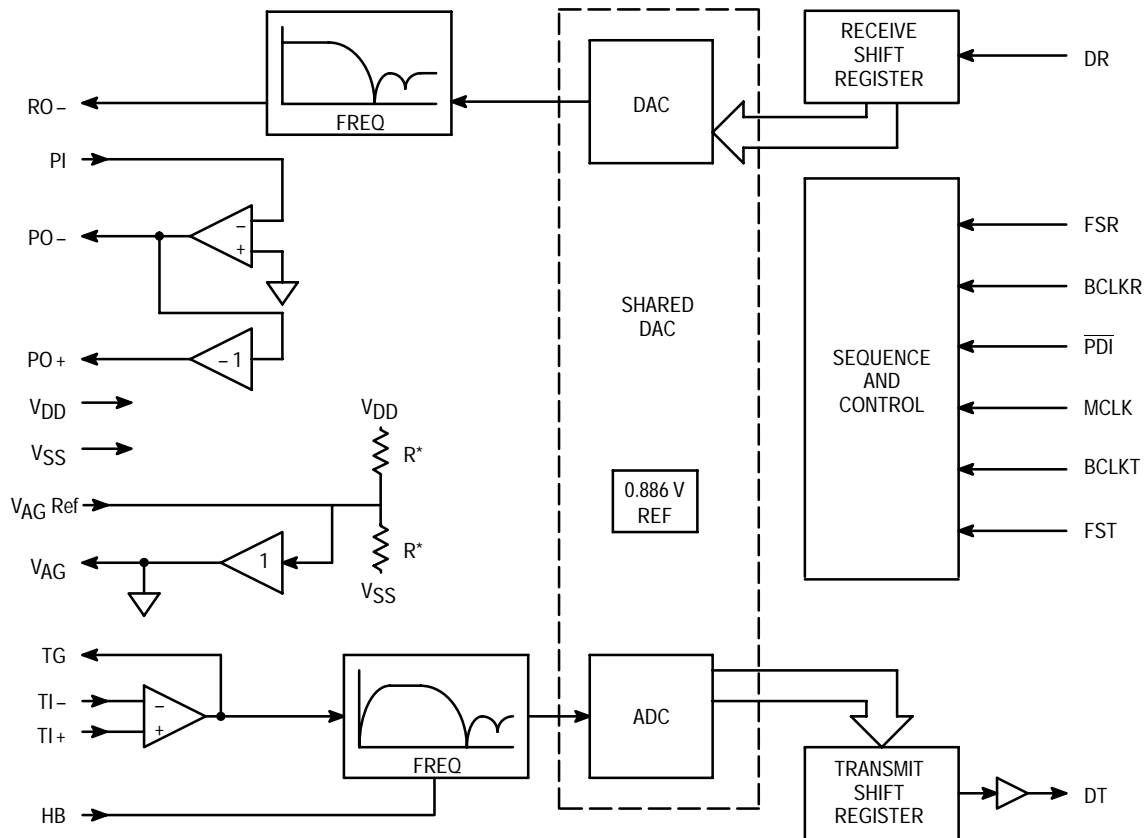 RECEIVE
SHIFT
REGISTER
DR
DAC
RO –
FREQ
PI
PO –
–
+
PO +
– 1
SHARED
DAC
SEQUENCE
AND
CONTROL
FSR
BCLKR
PDI
MCLK
BCLKT
FST
VDD
VSS
VDD
R*
VAG Ref
R*
VSS
VAG
1
0.886 V
REF
TG
TI –
TI +
–
+
FREQ
ADC
HB
TRANSMIT
SHIFT
REGISTER
DT